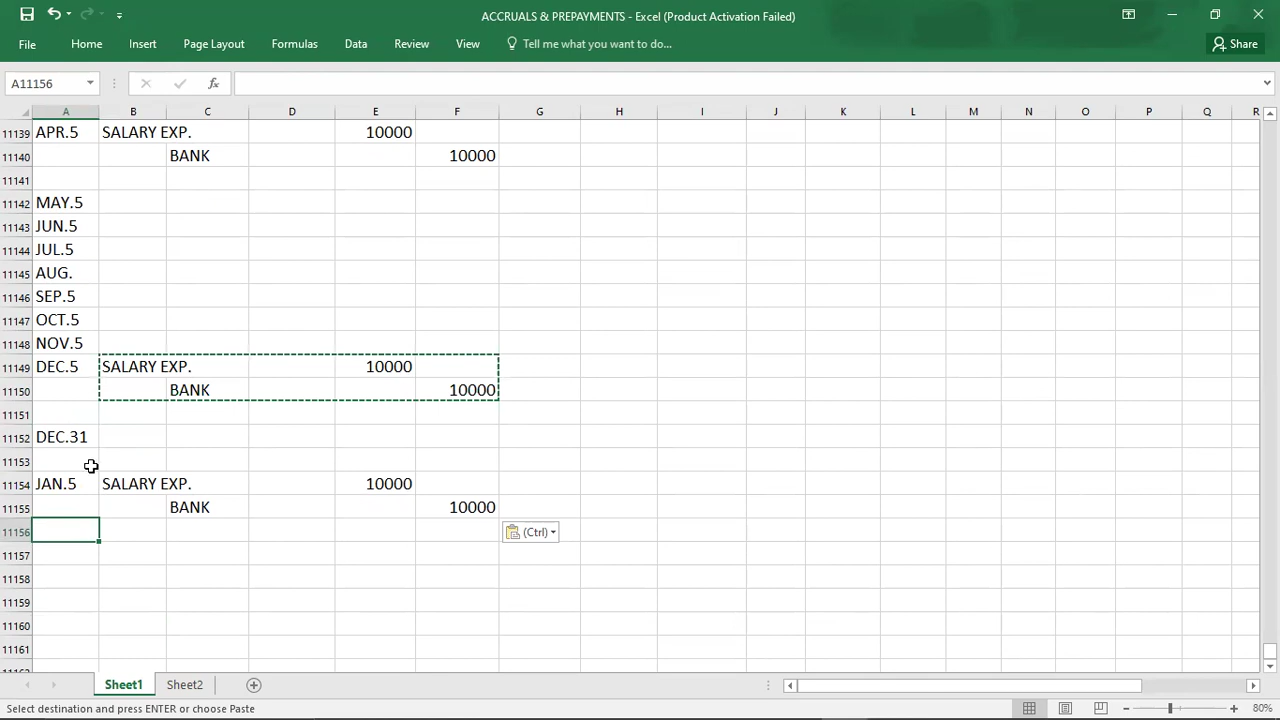 ACCRUALS & PREPAYMENTS - Excel (Product Activation Failed)
File Home Insert Page Layout Formulas Data Review View Tell me what you want to do... Share
A11156 fx
A B C D E F G H I J K L M N O P Q R
11139 APR.5 SALARY EXP. 10000
11140 BANK 10000
11141
11142 MAY.5
11143 JUN.5
11144 JUL.5
11145 AUG.
11146 SEP.5
11147 OCT.5
11148 NOV.5
11149 DEC.5 SALARY EXP. 10000
11150 BANK 10000
11151
11152 DEC.31
11153
11154 JAN.5 SALARY EXP. 10000
11155 BANK 10000
11156 (Ctrl)
11157
11158
11159
11160
11161
Sheet1 Sheet2
Select destination and press ENTER or choose Paste 80%